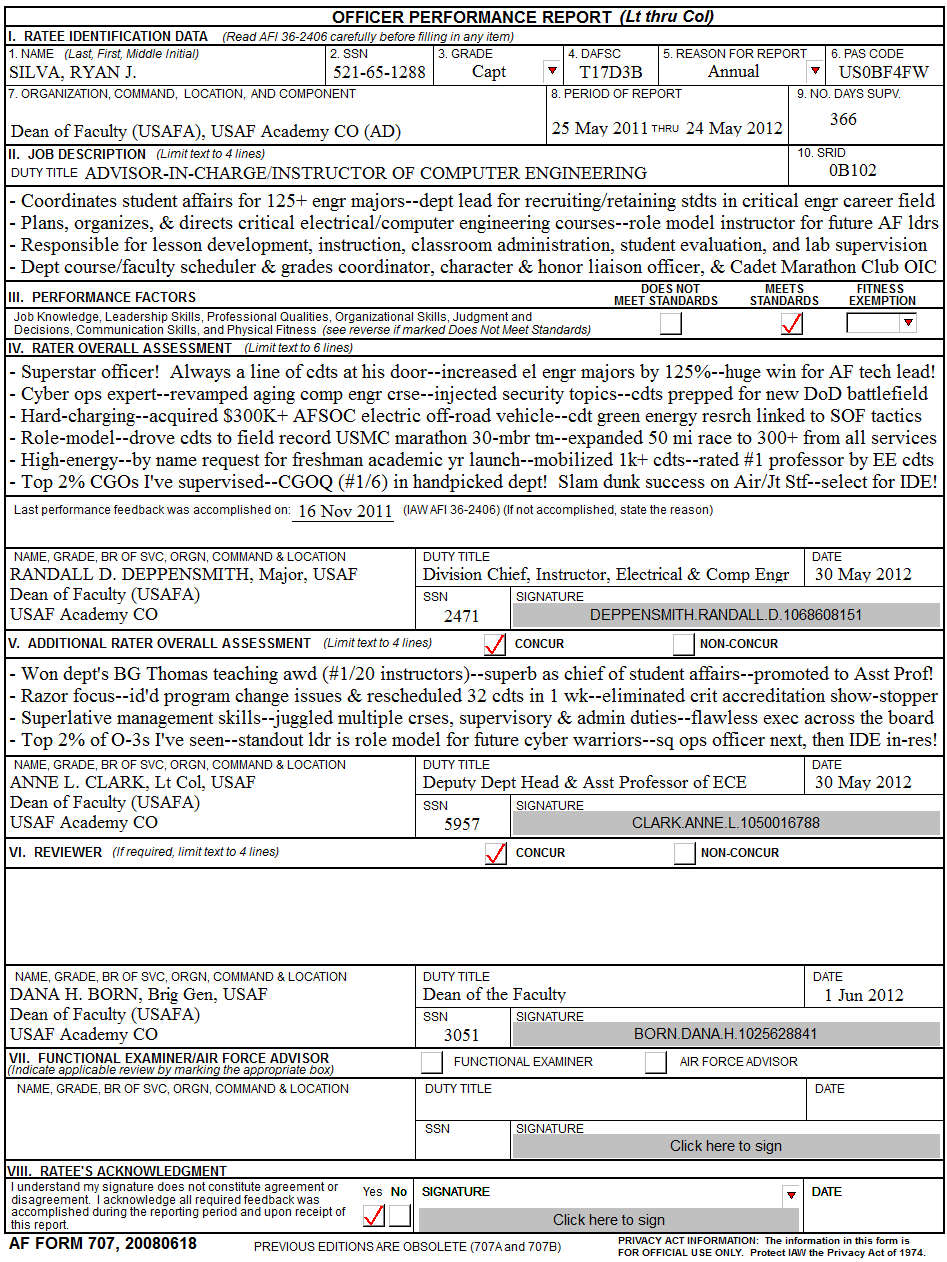 OFFICER PERFORMANCE REPORT (Lt thru Col)
I. RATEE IDENTIFICATION DATA (Read AFI 36-2406 carefully before filling in any item)
1. NAME (Last, First, Middle Initial) 2. SSN 3. GRADE 4. DAFSC 5. REASON FOR REPORT 6. PAS CODE
SILVA, RYAN J. 521-65-1288 Capt T17D3B Annual US0BF4FW
7. ORGANIZATION, COMMAND, LOCATION, AND COMPONENT 8. PERIOD OF REPORT 9. NO. DAYS SUPV.
Dean of Faculty (USAFA), USAF Academy CO (AD) 25 May 2011 THRU 24 May 2012 366
II. JOB DESCRIPTION (Limit text to 4 lines) 10. SRID
DUTY TITLE ADVISOR-IN-CHARGE/INSTRUCTOR OF COMPUTER ENGINEERING 0B102
- Coordinates student affairs for 125+ engr majors--dept lead for recruiting/retaining stdts in critical engr career field
- Plans, organizes, & directs critical electrical/computer engineering courses--role model instructor for future AF ldrs
- Responsible for lesson development, instruction, classroom administration, student evaluation, and lab supervision
- Dept course/faculty scheduler & grades coordinator, character & honor liaison officer, & Cadet Marathon Club OIC
III. PERFORMANCE FACTORS DOES NOT MEET STANDARDS MEETS STANDARDS FITNESS EXEMPTION
Job Knowledge, Leadership Skills, Professional Qualities, Organizational Skills, Judgment and
Decisions, Communication Skills, and Physical Fitness (see reverse if marked Does Not Meet Standards)
IV. RATER OVERALL ASSESSMENT (Limit text to 6 lines)
- Superstar officer! Always a line of cdts at his door--increased el engr majors by 125%--huge win for AF tech lead!
- Cyber ops expert--revamped aging comp engr crse--injected security topics--cdts prepped for new DoD battlefield
- Hard-charging--acquired $300K+ AFSOC electric off-road vehicle--cdt green energy resrch linked to SOF tactics
- Role-model--drove cdts to field record USMC marathon 30-mbr tm--expanded 50 mi race to 300+ from all services
- High-energy--by name request for freshman academic yr launch--mobilized 1k+ cdts--rated #1 professor by EE cdts
- Top 2% CGOs I've supervised--CGOQ (#1/6) in handpicked dept! Slam dunk success on Air/Jt Stf--select for IDE!
Last performance feedback was accomplished on: 16 Nov 2011 (IAW AFI 36-2406) (If not accomplished, state the reason)
NAME, GRADE, BR OF SVC, ORGN, COMMAND & LOCATION DUTY TITLE DATE
RANDALL D. DEPPENSMITH, Major, USAF Division Chief, Instructor, Electrical & Comp Engr 30 May 2012
Dean of Faculty (USAFA) SSN SIGNATURE
USAF Academy CO 2471 DEPPENSMITH.RANDALL.D.1068608151
V. ADDITIONAL RATER OVERALL ASSESSMENT (Limit text to 4 lines) CONCUR NON-CONCUR
- Won dept's BG Thomas teaching awd (#1/20 instructors)--superb as chief of student affairs--promoted to Asst Prof!
- Razor focus--id'd program change issues & rescheduled 32 cdts in 1 wk--eliminated crit accreditation show-stopper
- Superlative management skills--juggled multiple crses, supervisory & admin duties--flawless exec across the board
- Top 2% of O-3s I've seen--standout ldr is role model for future cyber warriors--sq ops officer next, then IDE in-res!
NAME, GRADE, BR OF SVC, ORGN, COMMAND & LOCATION DUTY TITLE DATE
ANNE L. CLARK, Lt Col, USAF Deputy Dept Head & Asst Professor of ECE 30 May 2012
Dean of Faculty (USAFA) SSN SIGNATURE
USAF Academy CO 5957 CLARK.ANNE.L.1050016788
VI. REVIEWER (If required, limit text to 4 lines) CONCUR NON-CONCUR
NAME, GRADE, BR OF SVC, ORGN, COMMAND & LOCATION DUTY TITLE DATE
DANA H. BORN, Brig Gen, USAF Dean of the Faculty 1 Jun 2012
Dean of Faculty (USAFA) SSN SIGNATURE
USAF Academy CO 3051 BORN.DANA.H.1025628841
VII. FUNCTIONAL EXAMINER/AIR FORCE ADVISOR FUNCTIONAL EXAMINER AIR FORCE ADVISOR
(Indicate applicable review by marking the appropriate box)
NAME, GRADE, BR OF SVC, ORGN, COMMAND & LOCATION DUTY TITLE DATE
SSN SIGNATURE
Click here to sign
VIII. RATEE'S ACKNOWLEDGMENT
I understand my signature does not constitute agreement or Yes No SIGNATURE DATE
disagreement. I acknowledge all required feedback was
accomplished during the reporting period and upon receipt of
this report. Click here to sign
AF FORM 707, 20080618 PREVIOUS EDITIONS ARE OBSOLETE (707A and 707B) PRIVACY ACT INFORMATION: The information in this form is
FOR OFFICIAL USE ONLY. Protect IAW the Privacy Act of 1974.